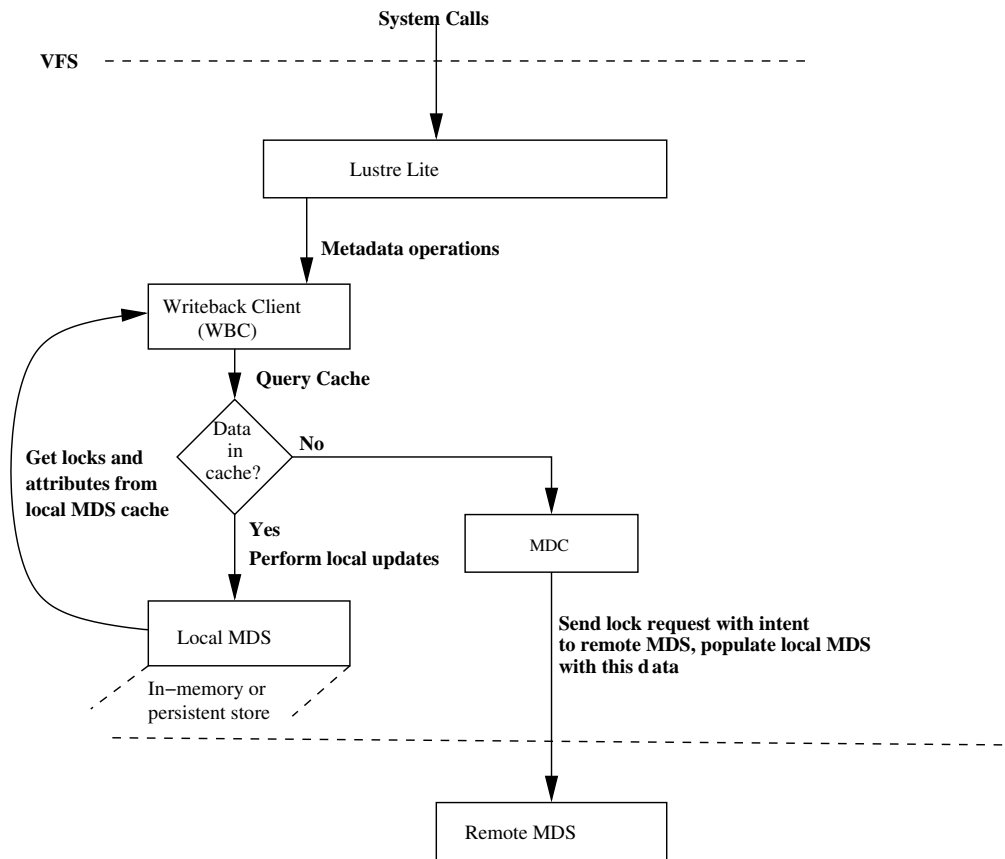 System Calls
VFS
Lustre Lite
Metadata operations
Writeback Client
(WBC)
Query Cache
Data
in
cache?
No
Get locks and
attributes from
local MDS cache
Yes
Perform local updates
MDC
Local MDS
Send lock request with intent
to remote MDS, populate local MDS
with this data
In−memory or
persistent store
Remote MDS